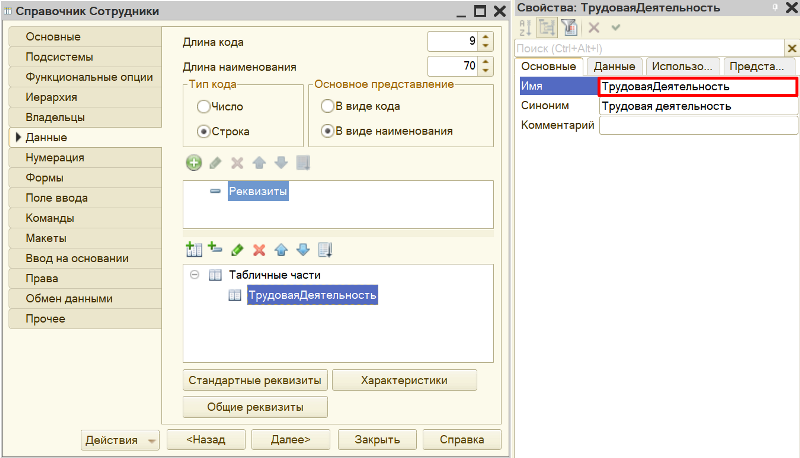 Справочник Сотрудники
Основные
Подсистемы
Функциональные опции
Иерархия
Владельцы
Данные
Нумерация
Формы
Поле ввода
Команды
Макеты
Ввод на основании
Права
Обмен данными
Прочее
Длина кода 9
Длина наименования 70
Тип кода
Число
Строка
Основное представление
В виде кода
В виде наименования
Реквизиты
Табличные части
ТрудоваяДеятельность
Стандартные реквизиты
Характеристики
Общие реквизиты
Действия
<Назад
Далее>
Закрыть
Справка
Свойства: ТрудоваяДеятельность
Поиск (Ctrl+Alt+I)
Основные
Данные
Использо...
Предста...
Имя ТрудоваяДеятельность
Синоним Трудовая деятельность
Комментарий